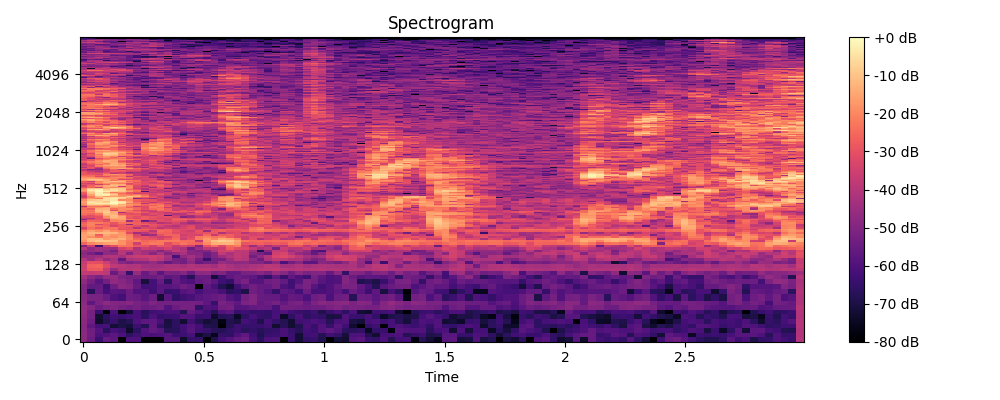 Spectrogram
Hz
4096
2048
1024
512
256
128
64
0
0
0.5
1
1.5
2
2.5
Time
+0 dB
-10 dB
-20 dB
-30 dB
-40 dB
-50 dB
-60 dB
-70 dB
-80 dB